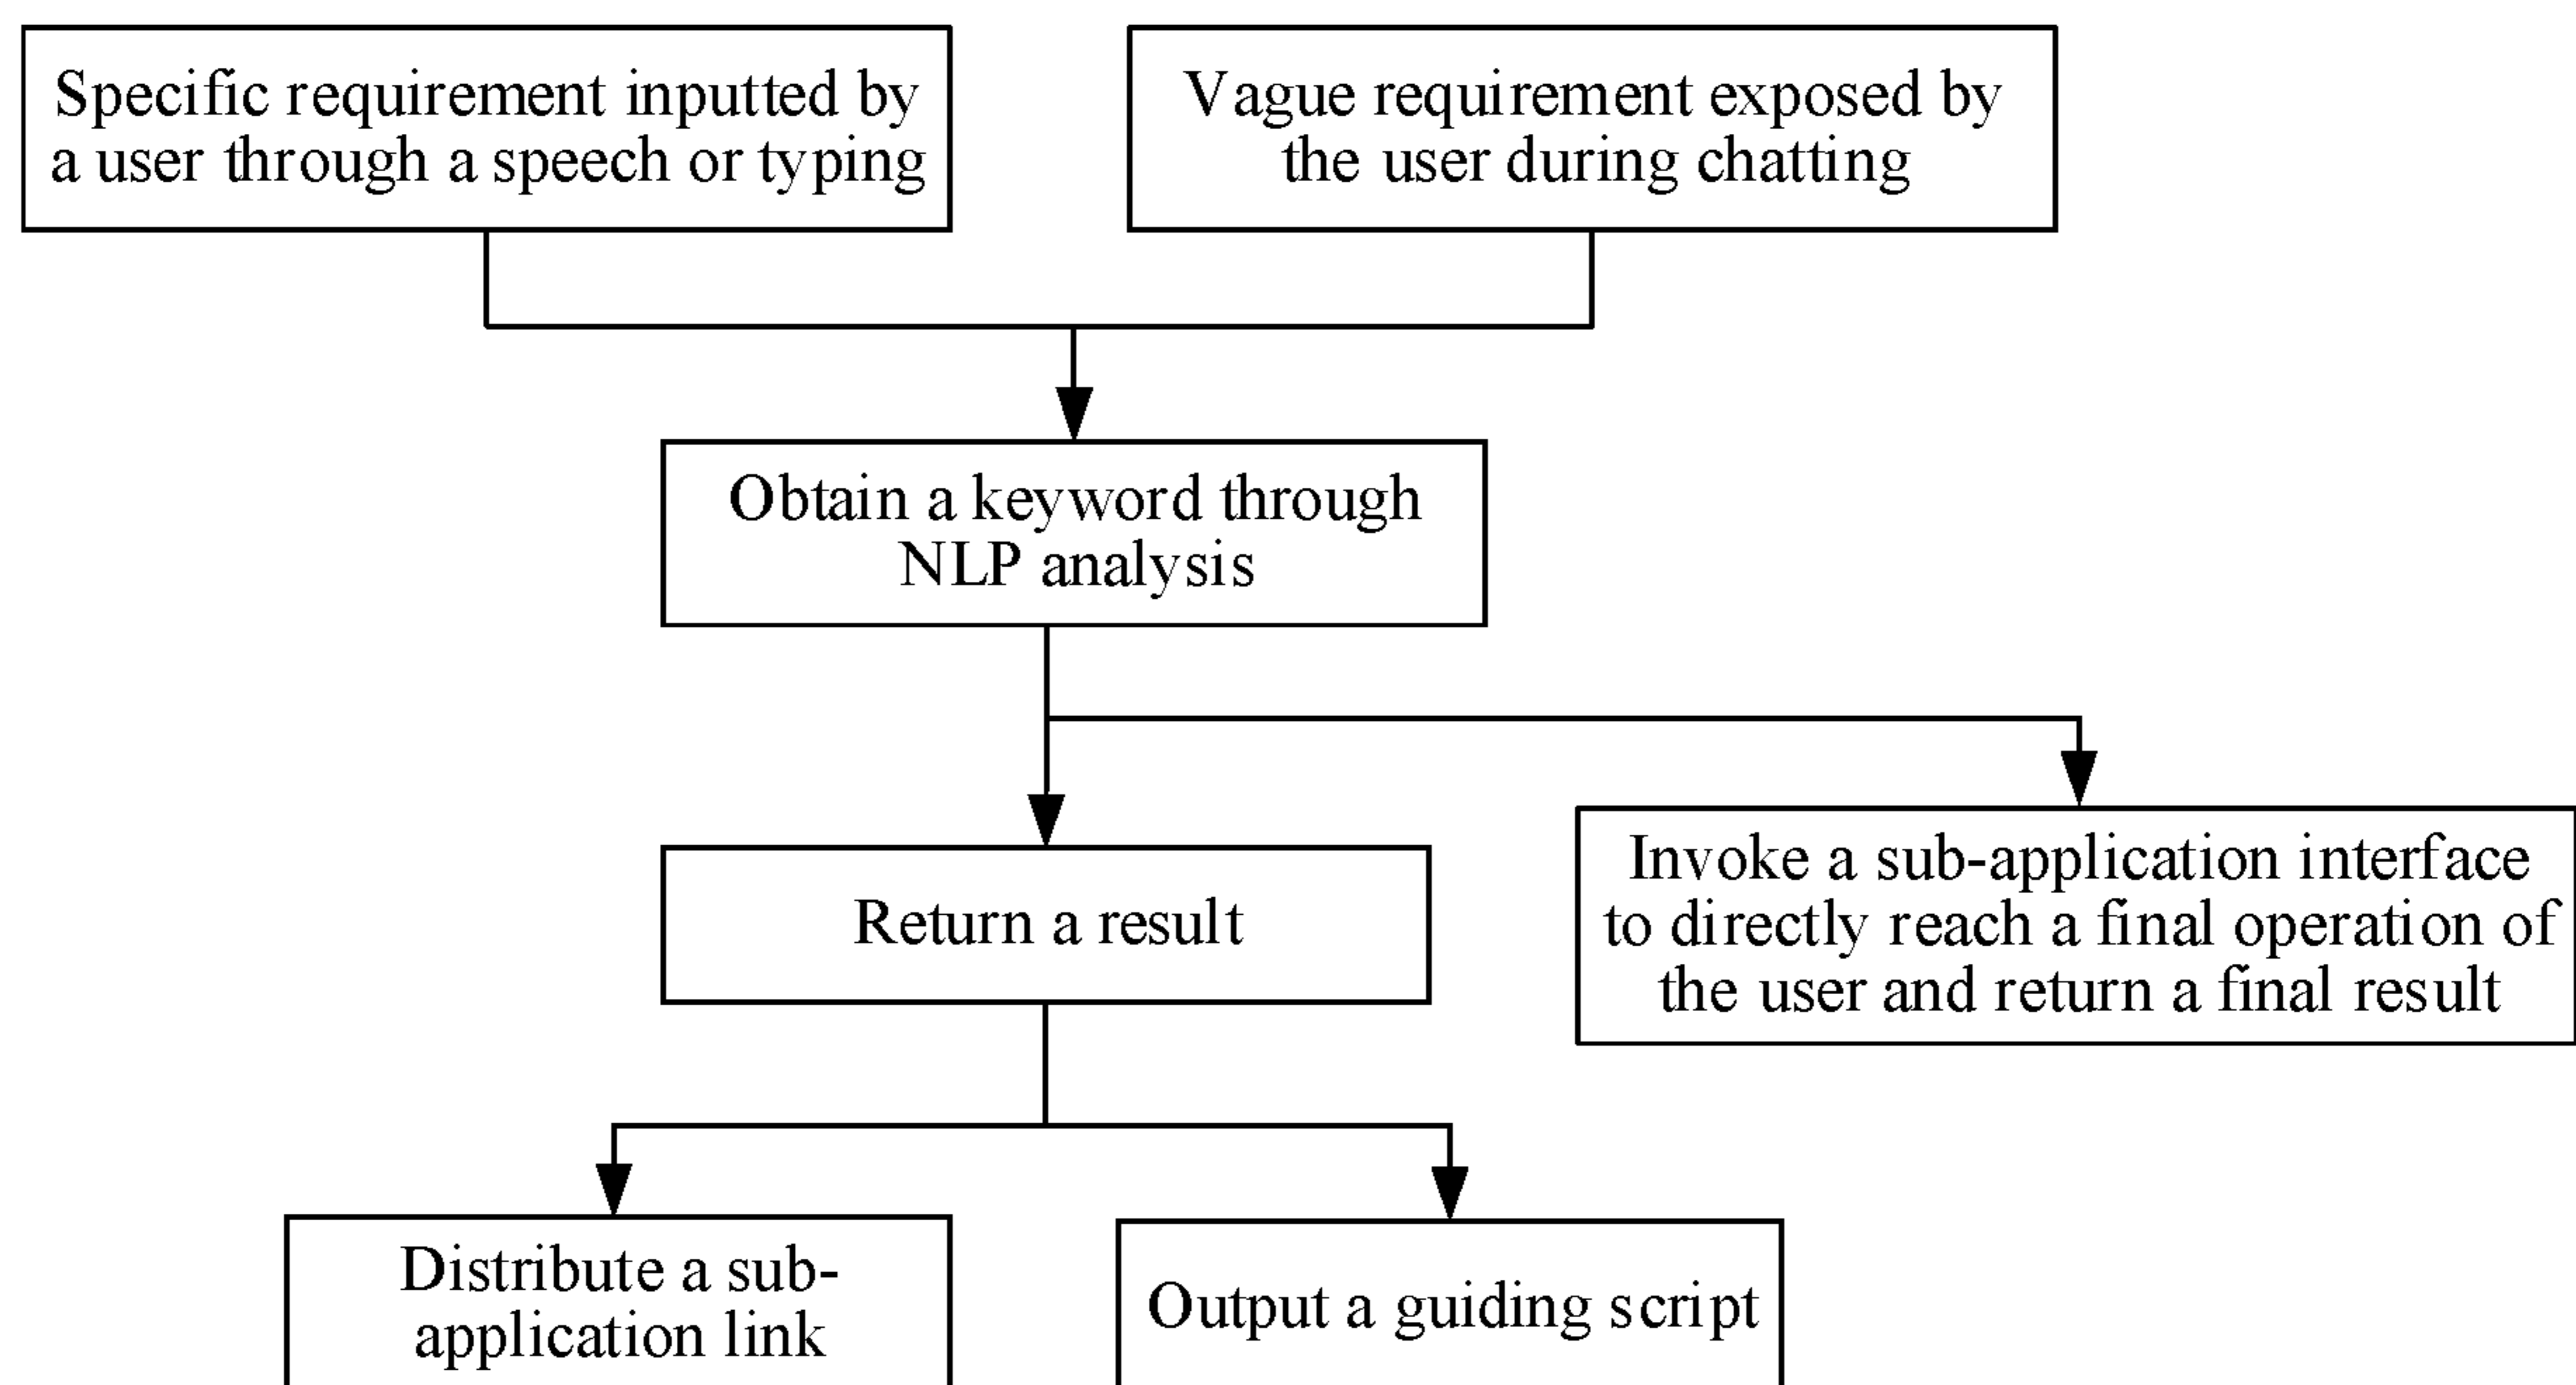 Specific requirement inputted by
a user through a speech or typing
Vague requirement exposed by
the user during chatting
Obtain a keyword through
NLP analysis
Return a result
Invoke a sub-application interface
to directly reach a final operation of
the user and return a final result
Distribute a sub-
application link
Output a guiding script